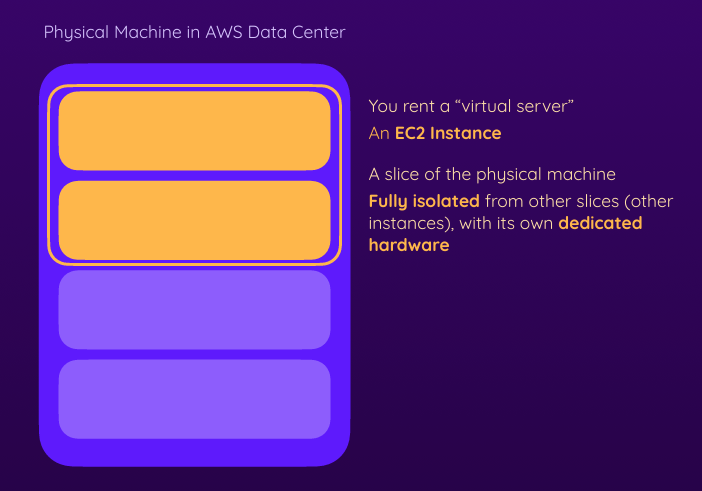 Physical Machine in AWS Data Center
You rent a “virtual server”
An EC2 Instance
A slice of the physical machine
Fully isolated from other slices (other
instances), with its own dedicated
hardware